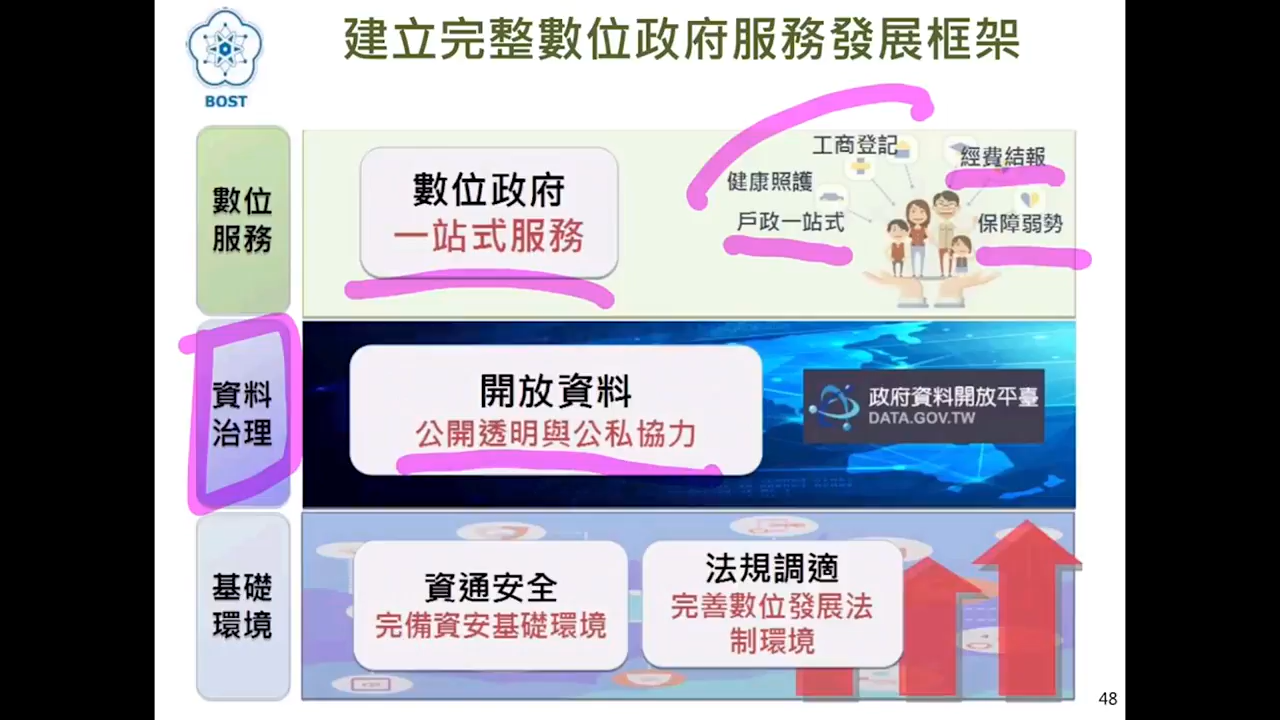 建立完整數位政府服務發展框架
BOST
數位
服務
數位政府
一站式服務
工商登記
經費結報
健康照護
戶政一站式
保障弱勢
資料
治理
開放資料
公開透明與公私協力
政府資料開放平臺
DATA.GOV.TW
基礎
環境
資通安全
完備資安基礎環境
法規調適
完善數位發展法
制環境
48